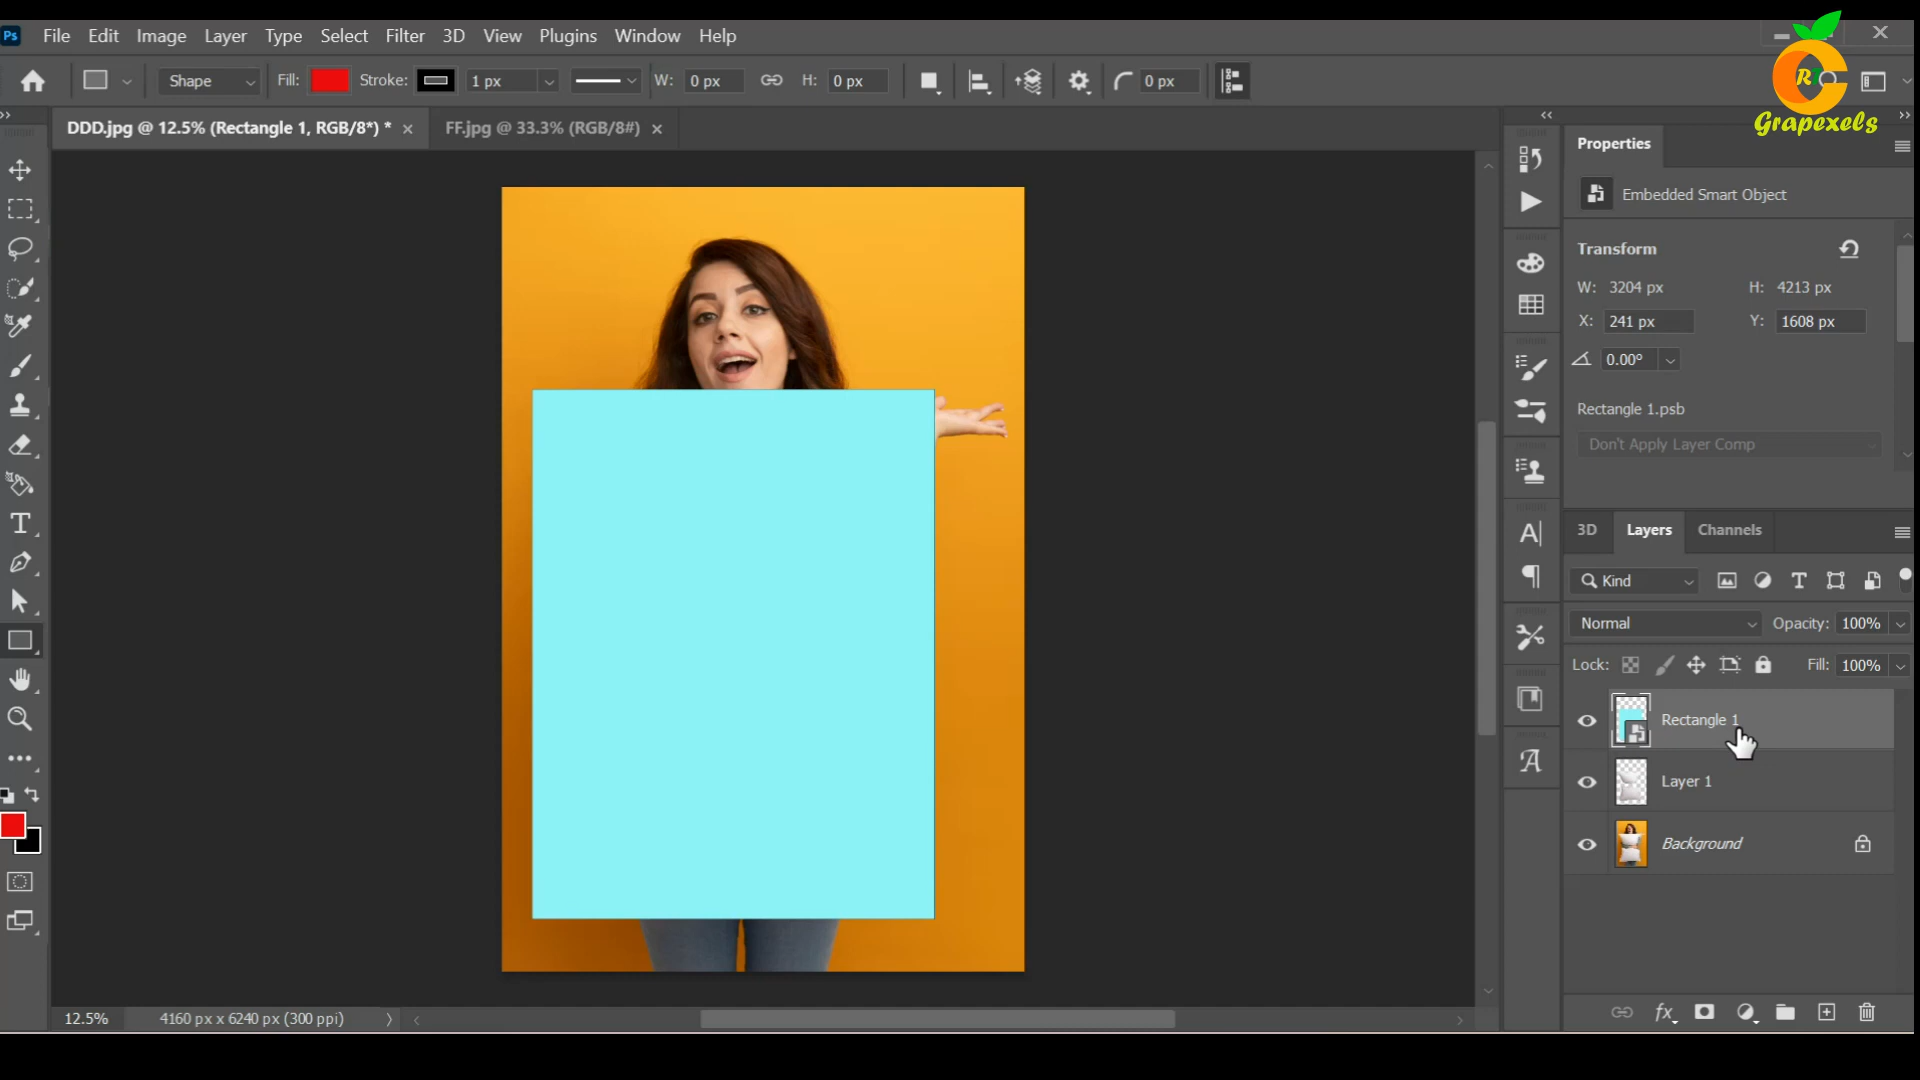 Ps File Edit Image Layer Type Select Filter 3D View Plugins Window Help
Shape Fill: Stroke: 1 px W: 0 px H: 0 px 0 px
RT
Grapexels
DDD.jpg @ 12.5% (Rectangle 1, RGB/8*) * × FF.jpg @ 33.3% (RGB/8#) ×
Properties
Embedded Smart Object
Transform
W: 3204 px H: 4213 px
X: 241 px Y: 1608 px
0.00°
Rectangle 1.psb
Don't Apply Layer Comp
3D Layers Channels
Kind
Normal Opacity: 100%
Lock: Fill: 100%
Rectangle 1
Layer 1
Background
12.5% 4160 px x 6240 px (300 ppi)